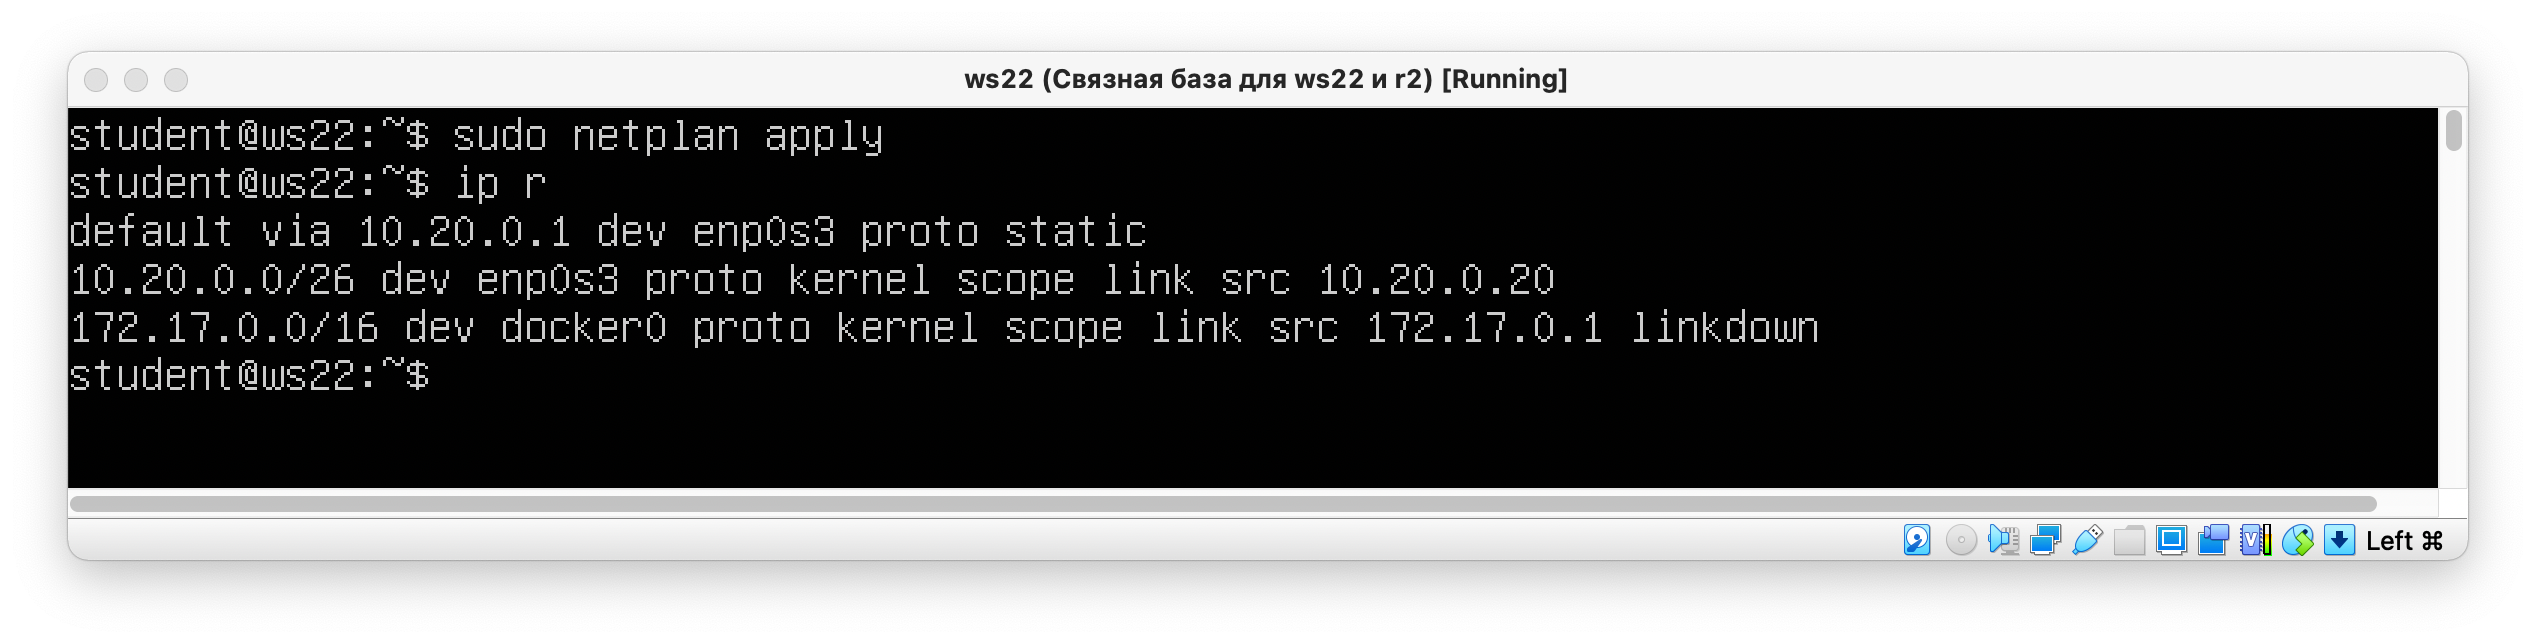 ws22 (Связная база для ws22 и r2) [Running]
student@ws22:~$ sudo netplan apply
student@ws22:~$ ip r
default via 10.20.0.1 dev enp0s3 proto static
10.20.0.0/26 dev enp0s3 proto kernel scope link src 10.20.0.20
172.17.0.0/16 dev docker0 proto kernel scope link src 172.17.0.1 linkdown
student@ws22:~$
Left ⌘